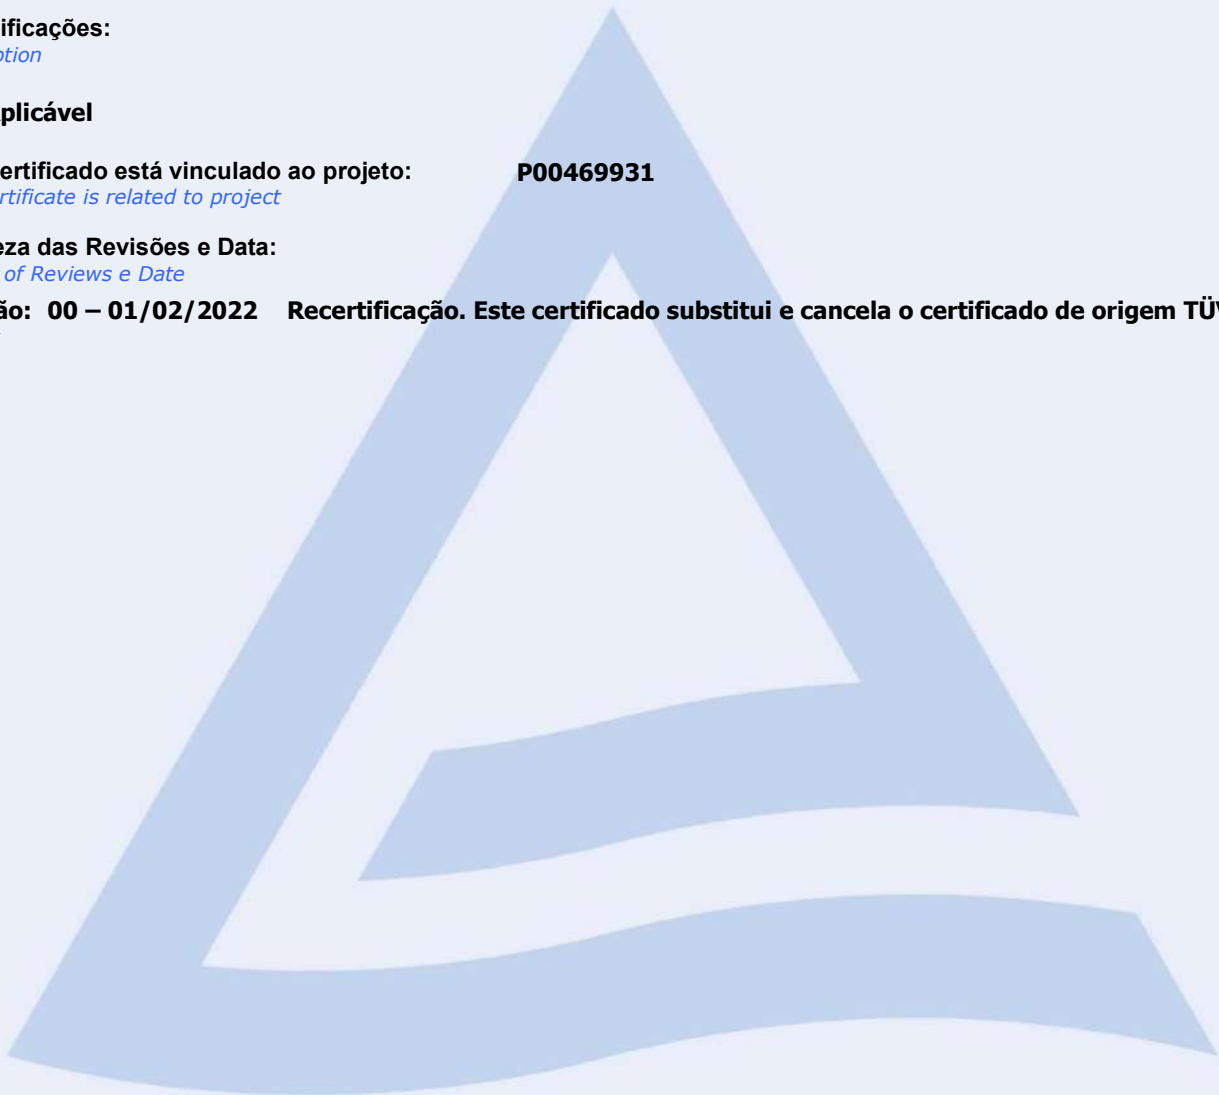 ificações:
ption
plicável
ertificado está vinculado ao projeto: P00469931
rtificate is related to project
eza das Revisões e Data:
of Reviews e Date
ão: 00 – 01/02/2022 Recertificação. Este certificado substitui e cancela o certificado de origem TÜV